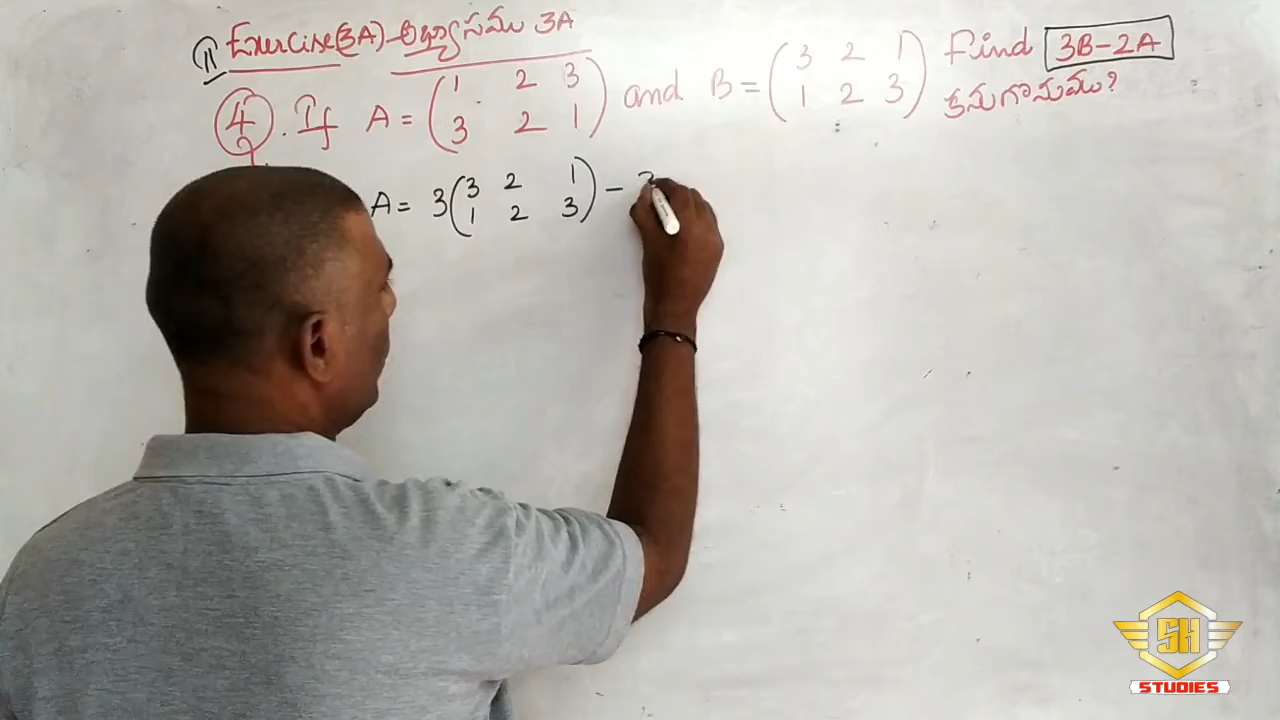 II Exercise(3A) - అభ్యాసము 3A
4. If A = (1 2 3 and B = (3 2 1 Find 3B-2A
3 2 1) 1 2 3) కనుగొనుము?
A = 3(3 2 1 -
1 2 3)
SH
STUDIES